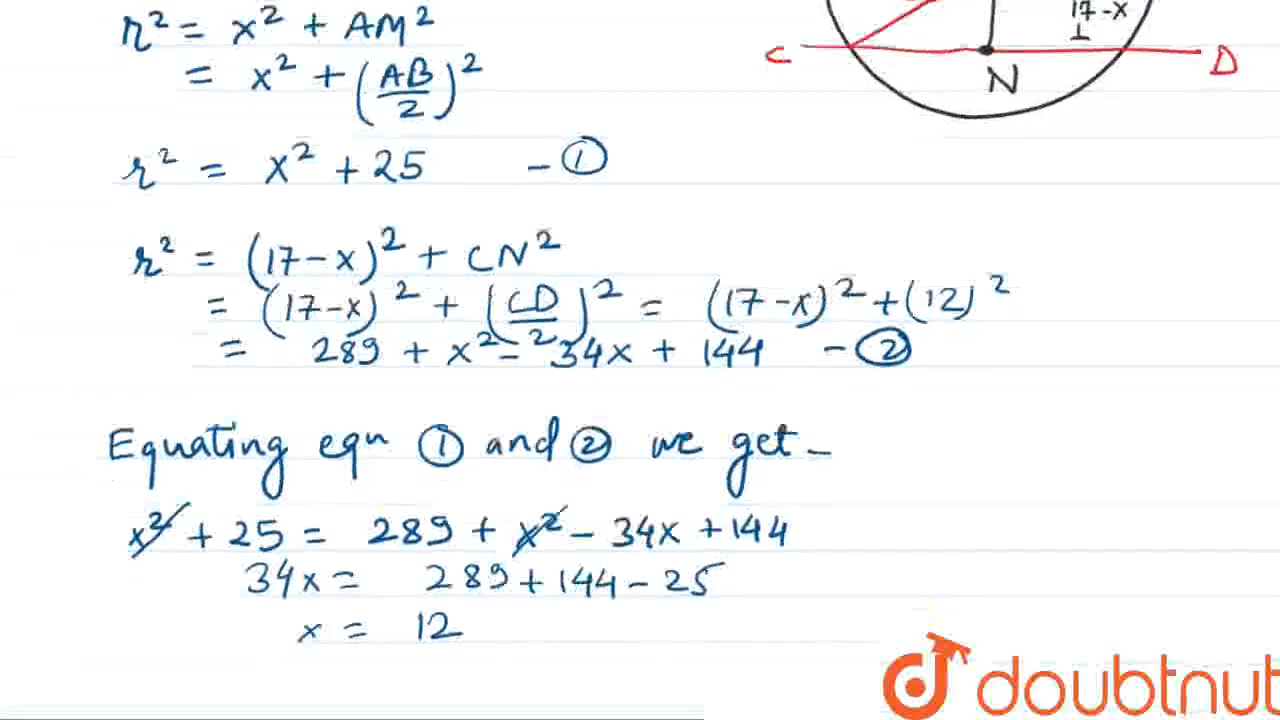 r² = x² + AM²
= x² + (AB/2)²
r² = x² + 25 - ①
17-x
C
D
N
r² = (17-x)² + CN²
= (17-x)² + (CD/2)² = (17-x)² + (12)²
= 289 + x² - 34x + 144 - ②
Equating eqn ① and ② we get -
x² + 25 = 289 + x² - 34x + 144
34x = 289 + 144 - 25
x = 12
doubtnut